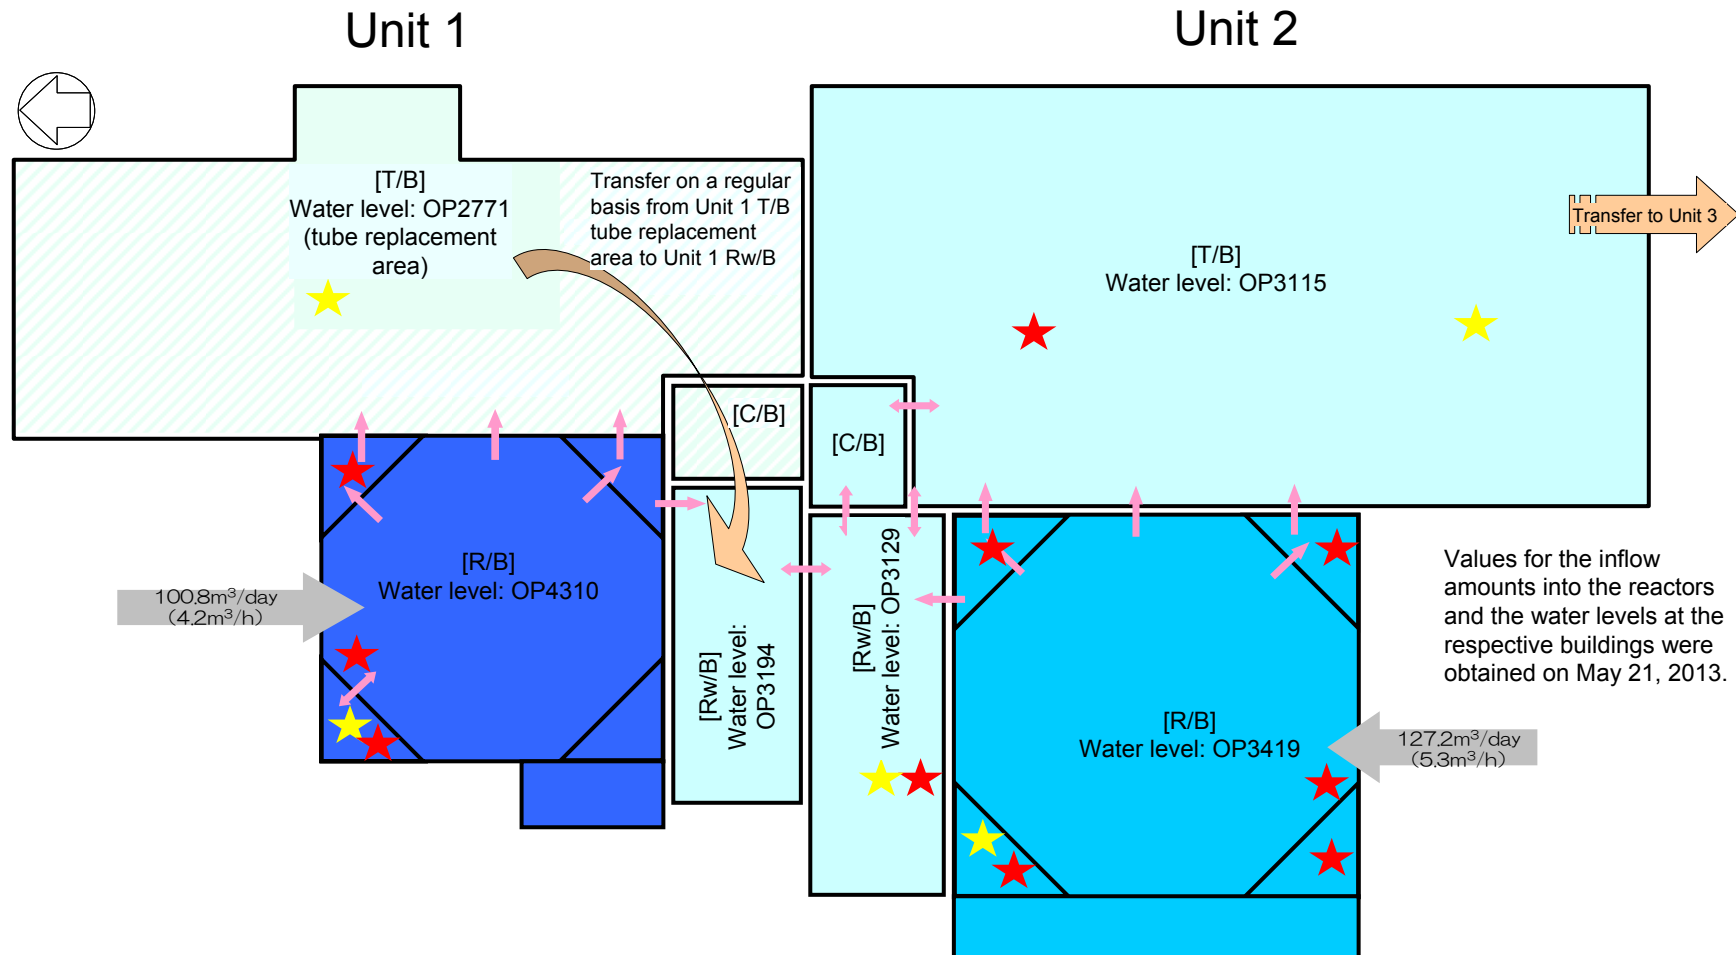 Unit 1
Unit 2
[T/B]
Water level: OP2771
(tube replacement
area)
Transfer on a regular
basis from Unit 1 T/B
tube replacement
area to Unit 1 Rw/B
[T/B]
Water level: OP3115
Transfer to Unit 3
[C/B]
[C/B]
[R/B]
Water level: OP4310
100.8m³/day
(4.2m³/h)
[Rw/B]
Water level:
OP3194
[Rw/B]
Water level: OP3129
[R/B]
Water level: OP3419
127.2m³/day
(5.3m³/h)
Values for the inflow
amounts into the reactors
and the water levels at the
respective buildings were
obtained on May 21, 2013.